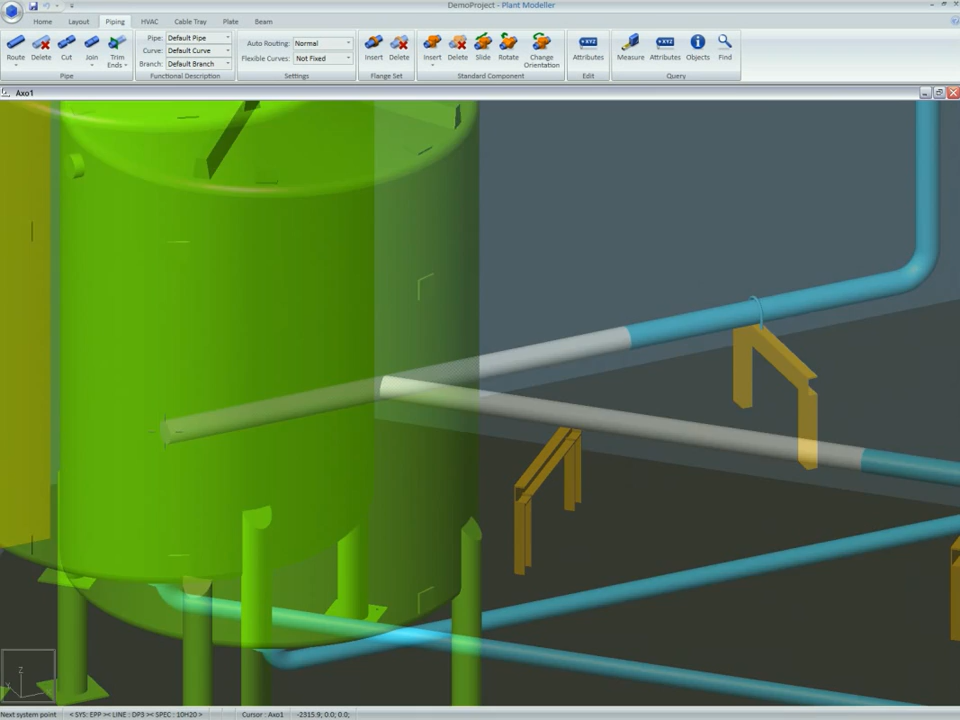 DemoProject - Plant Modeller
Home Layout Piping HVAC Cable Tray Plate Beam
Pipe: Default Pipe
Curve: Default Curve
Branch: Default Branch
Auto Routing: Normal
Flexible Curves: Not Fixed
Route Delete Cut Join Trim Ends
Insert Delete
Insert Delete Slide Rotate Change Orientation
Attributes
Measure Attributes Objects Find
Pipe Functional Description Settings Flange Set Standard Component Edit Query
Axo1
Z
X
Next system point < SYS: EPP >< LINE : DP3 >< SPEC : 10H20 > Cursor : Axo1 -2315.9; 0.0; 0.0;